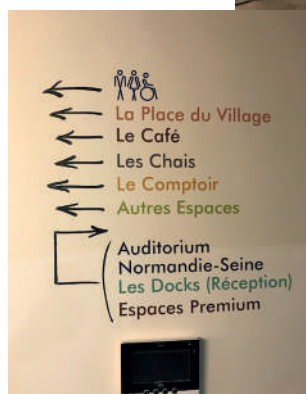 La Place du Village
Le Café
Les Chais
Le Comptoir
Autres Espaces
Auditorium
Normandie-Seine
Les Docks (Réception)
Espaces Premium